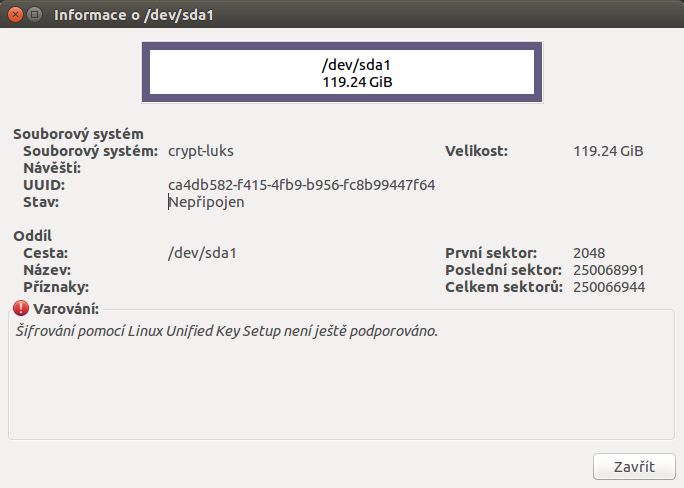 Informace o /dev/sda1
/dev/sda1
119.24 GiB
Souborový systém
Souborový systém: crypt-luks Velikost: 119.24 GiB
Návěští:
UUID: ca4db582-f415-4fb9-b956-fc8b99447f64
Stav: Nepřipojen
Oddíl
Cesta: /dev/sda1 První sektor: 2048
Název: Poslední sektor: 250068991
Příznaky: Celkem sektorů: 250066944
Varování:
Šifrování pomocí Linux Unified Key Setup není ještě podporováno.
Zavřít